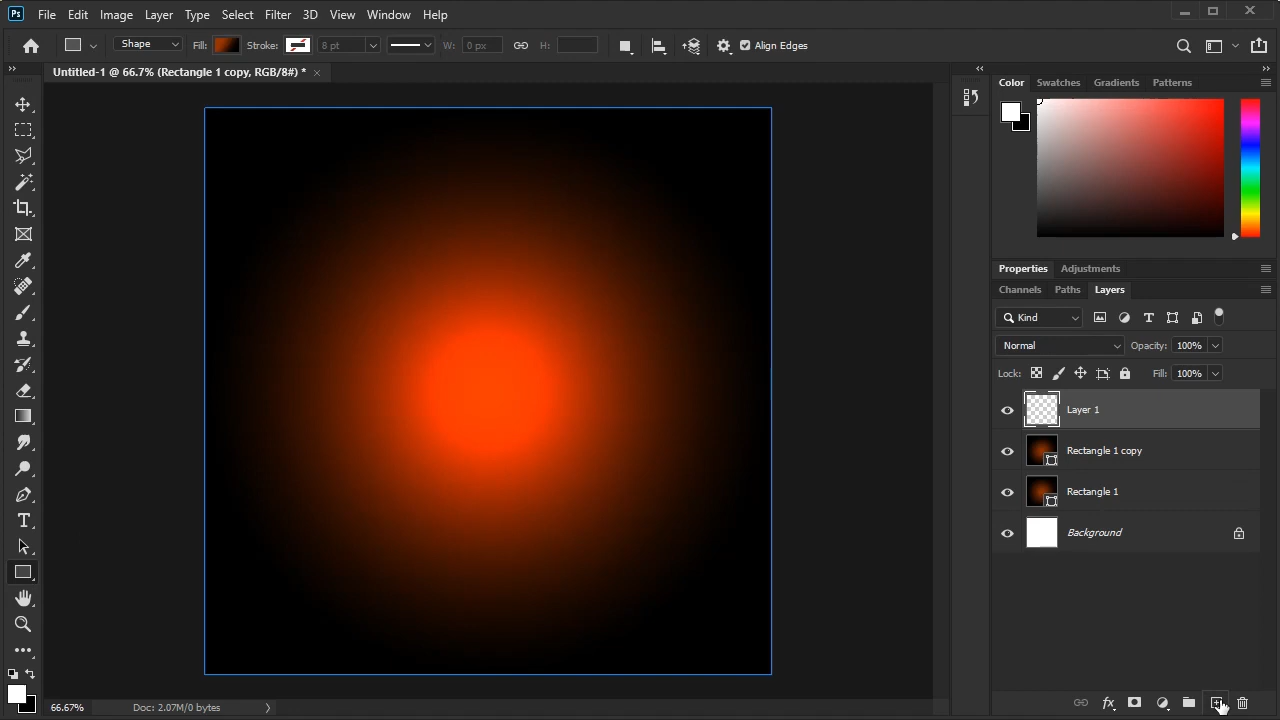 Ps File Edit Image Layer Type Select Filter 3D View Window Help
Shape Fill: Stroke: 8 pt W: 0 px H: Align Edges
Untitled-1 @ 66.7% (Rectangle 1 copy, RGB/8#) *
Color Swatches Gradients Patterns
Properties Adjustments
Channels Paths Layers
Kind
Normal Opacity: 100%
Lock: Fill: 100%
Layer 1
Rectangle 1 copy
Rectangle 1
Background
66.67% Doc: 2.07M/0 bytes